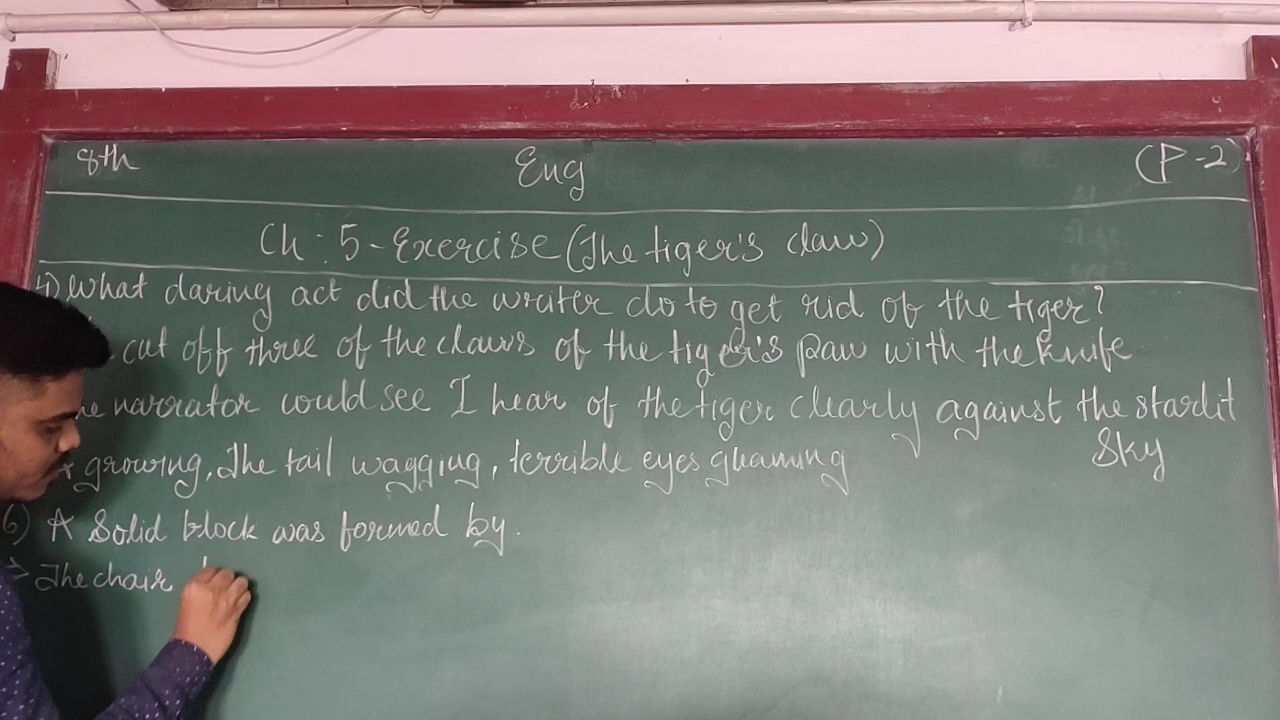 8th Eng (P-2)
Ch : 5 - Exercise (The tiger's claw)
4) What daring act did the writer do to get rid of the tiger?
cut off three of the claws of the tiger's paw with the knife
narrator would see I hear of the tiger clearly against the starlit
Sky
growing, The tail wagging, terrible eyes gleaming
6) A Solid block was formed by.
→ The chair